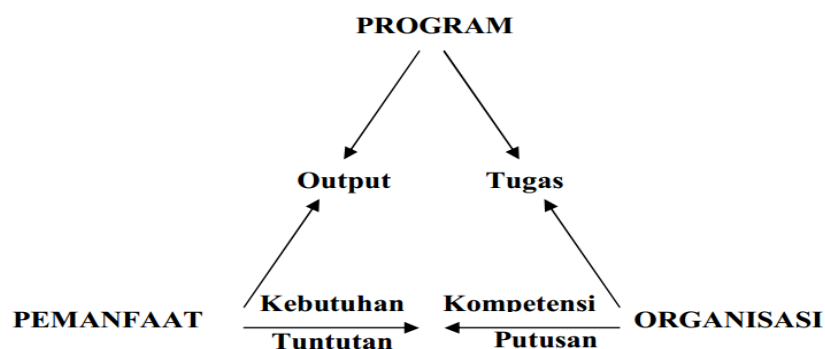 PROGRAM
Output Tugas
Kebutuhan Kompetensi
PEMANFAAT ORGANISASI
Tuntutan Putusan